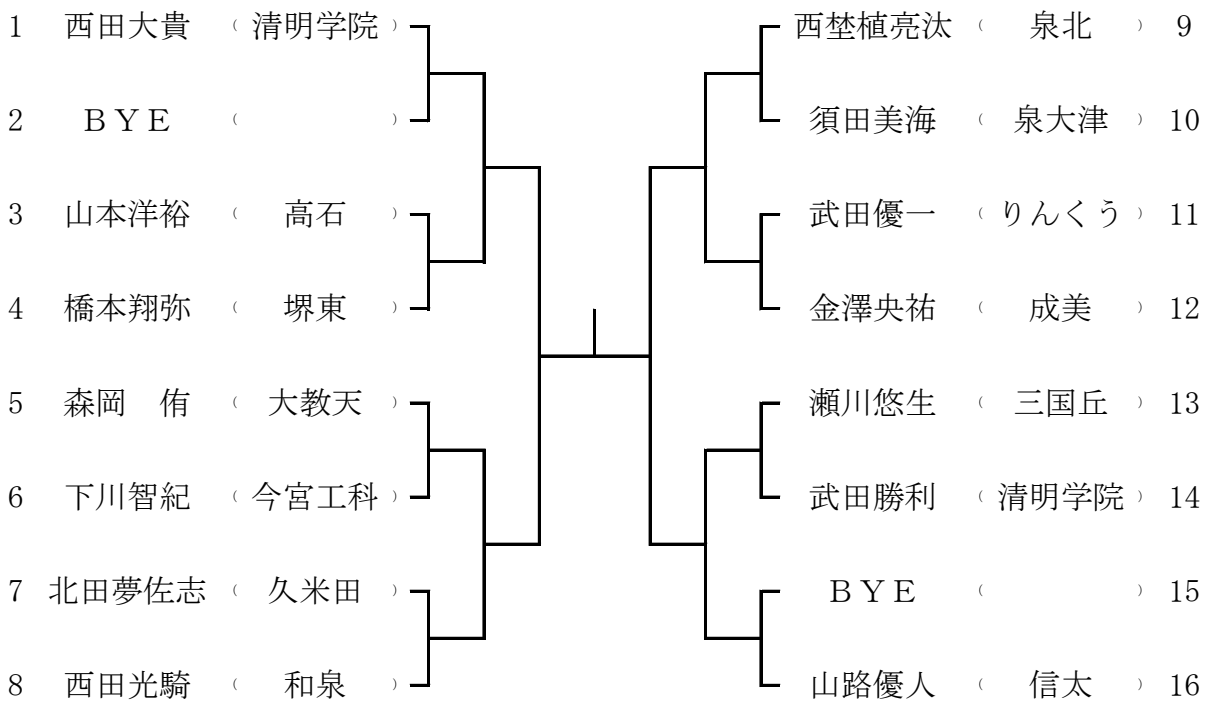 1 西田大貴 （ 清明学院 ）
2 ＢＹＥ （ ）
3 山本洋裕 （ 高石 ）
4 橋本翔弥 （ 堺東 ）
5 森岡　侑 （ 大教天 ）
6 下川智紀 （ 今宮工科 ）
7 北田夢佐志 （ 久米田 ）
8 西田光騎 （ 和泉 ）
西埜植亮汰 （ 泉北 ） 9
須田美海 （ 泉大津 ） 10
武田優一 （ りんくう ） 11
金澤央祐 （ 成美 ） 12
瀬川悠生 （ 三国丘 ） 13
武田勝利 （ 清明学院 ） 14
ＢＹＥ （ ） 15
山路優人 （ 信太 ） 16